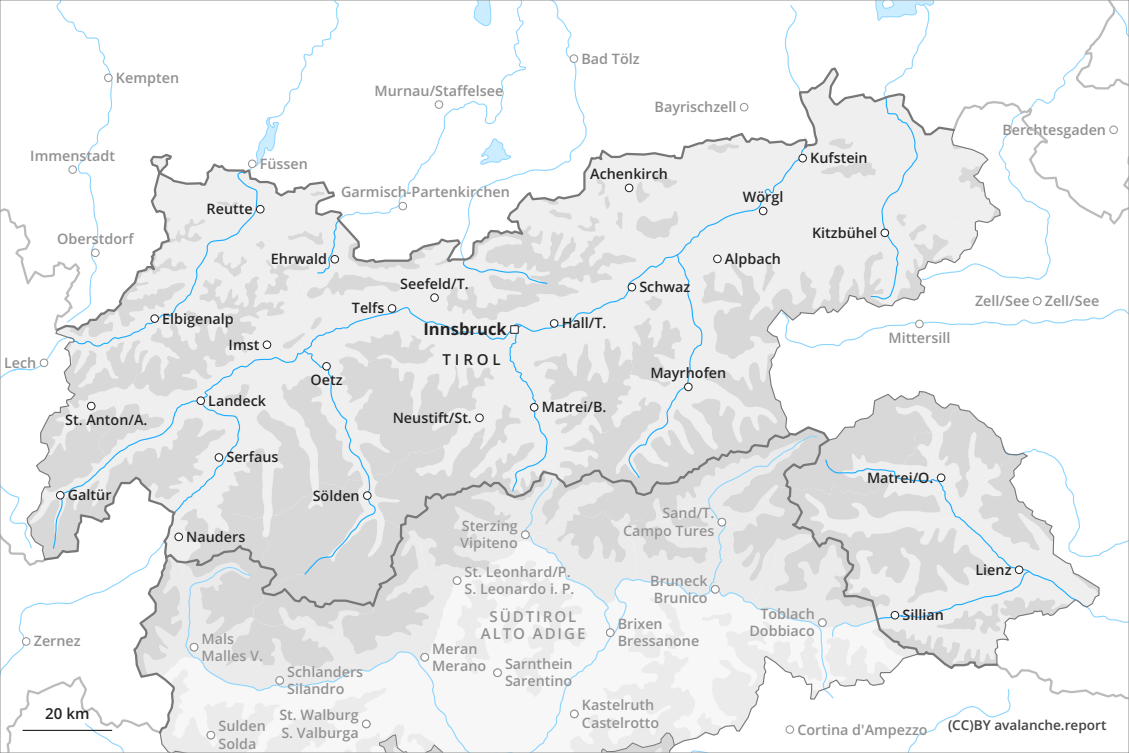 Kempten
Bad Tölz
Murnau/Staffelsee
Bayrischzell
Berchtesgaden
Immenstadt
Füssen
Kufstein
Achenkirch
Garmisch-Partenkirchen
Wörgl
Reutte
Kitzbühel
Oberstdorf
Ehrwald
Alpbach
Seefeld/T.
Schwaz
Zell/See
Zell/See
Telfs
Elbigenalp
Innsbruck
Hall/T.
Mittersill
Imst
TIROL
Lech
Oetz
Mayrhofen
Landeck
Matrei/B.
St. Anton/A.
Neustift/St.
Serfaus
Matrei/O.
Galtür
Sölden
Sand/T.
Campo Tures
Sterzing
Vipiteno
Nauders
Lienz
St. Leonhard/P.
S. Leonardo i. P.
Bruneck
Brunico
SÜDTIROL
ALTO ADIGE
Toblach
Dobbiaco
Sillian
Brixen
Bressanone
Zernez
Mals
Malles V.
Meran
Merano
Sarnthein
Sarentino
Schlanders
Silandro
Kastelruth
Castelrotto
St. Walburg
S. Valburga
Sulden
Solda
Cortina d'Ampezzo
20 km
(CC)BY avalanche.report